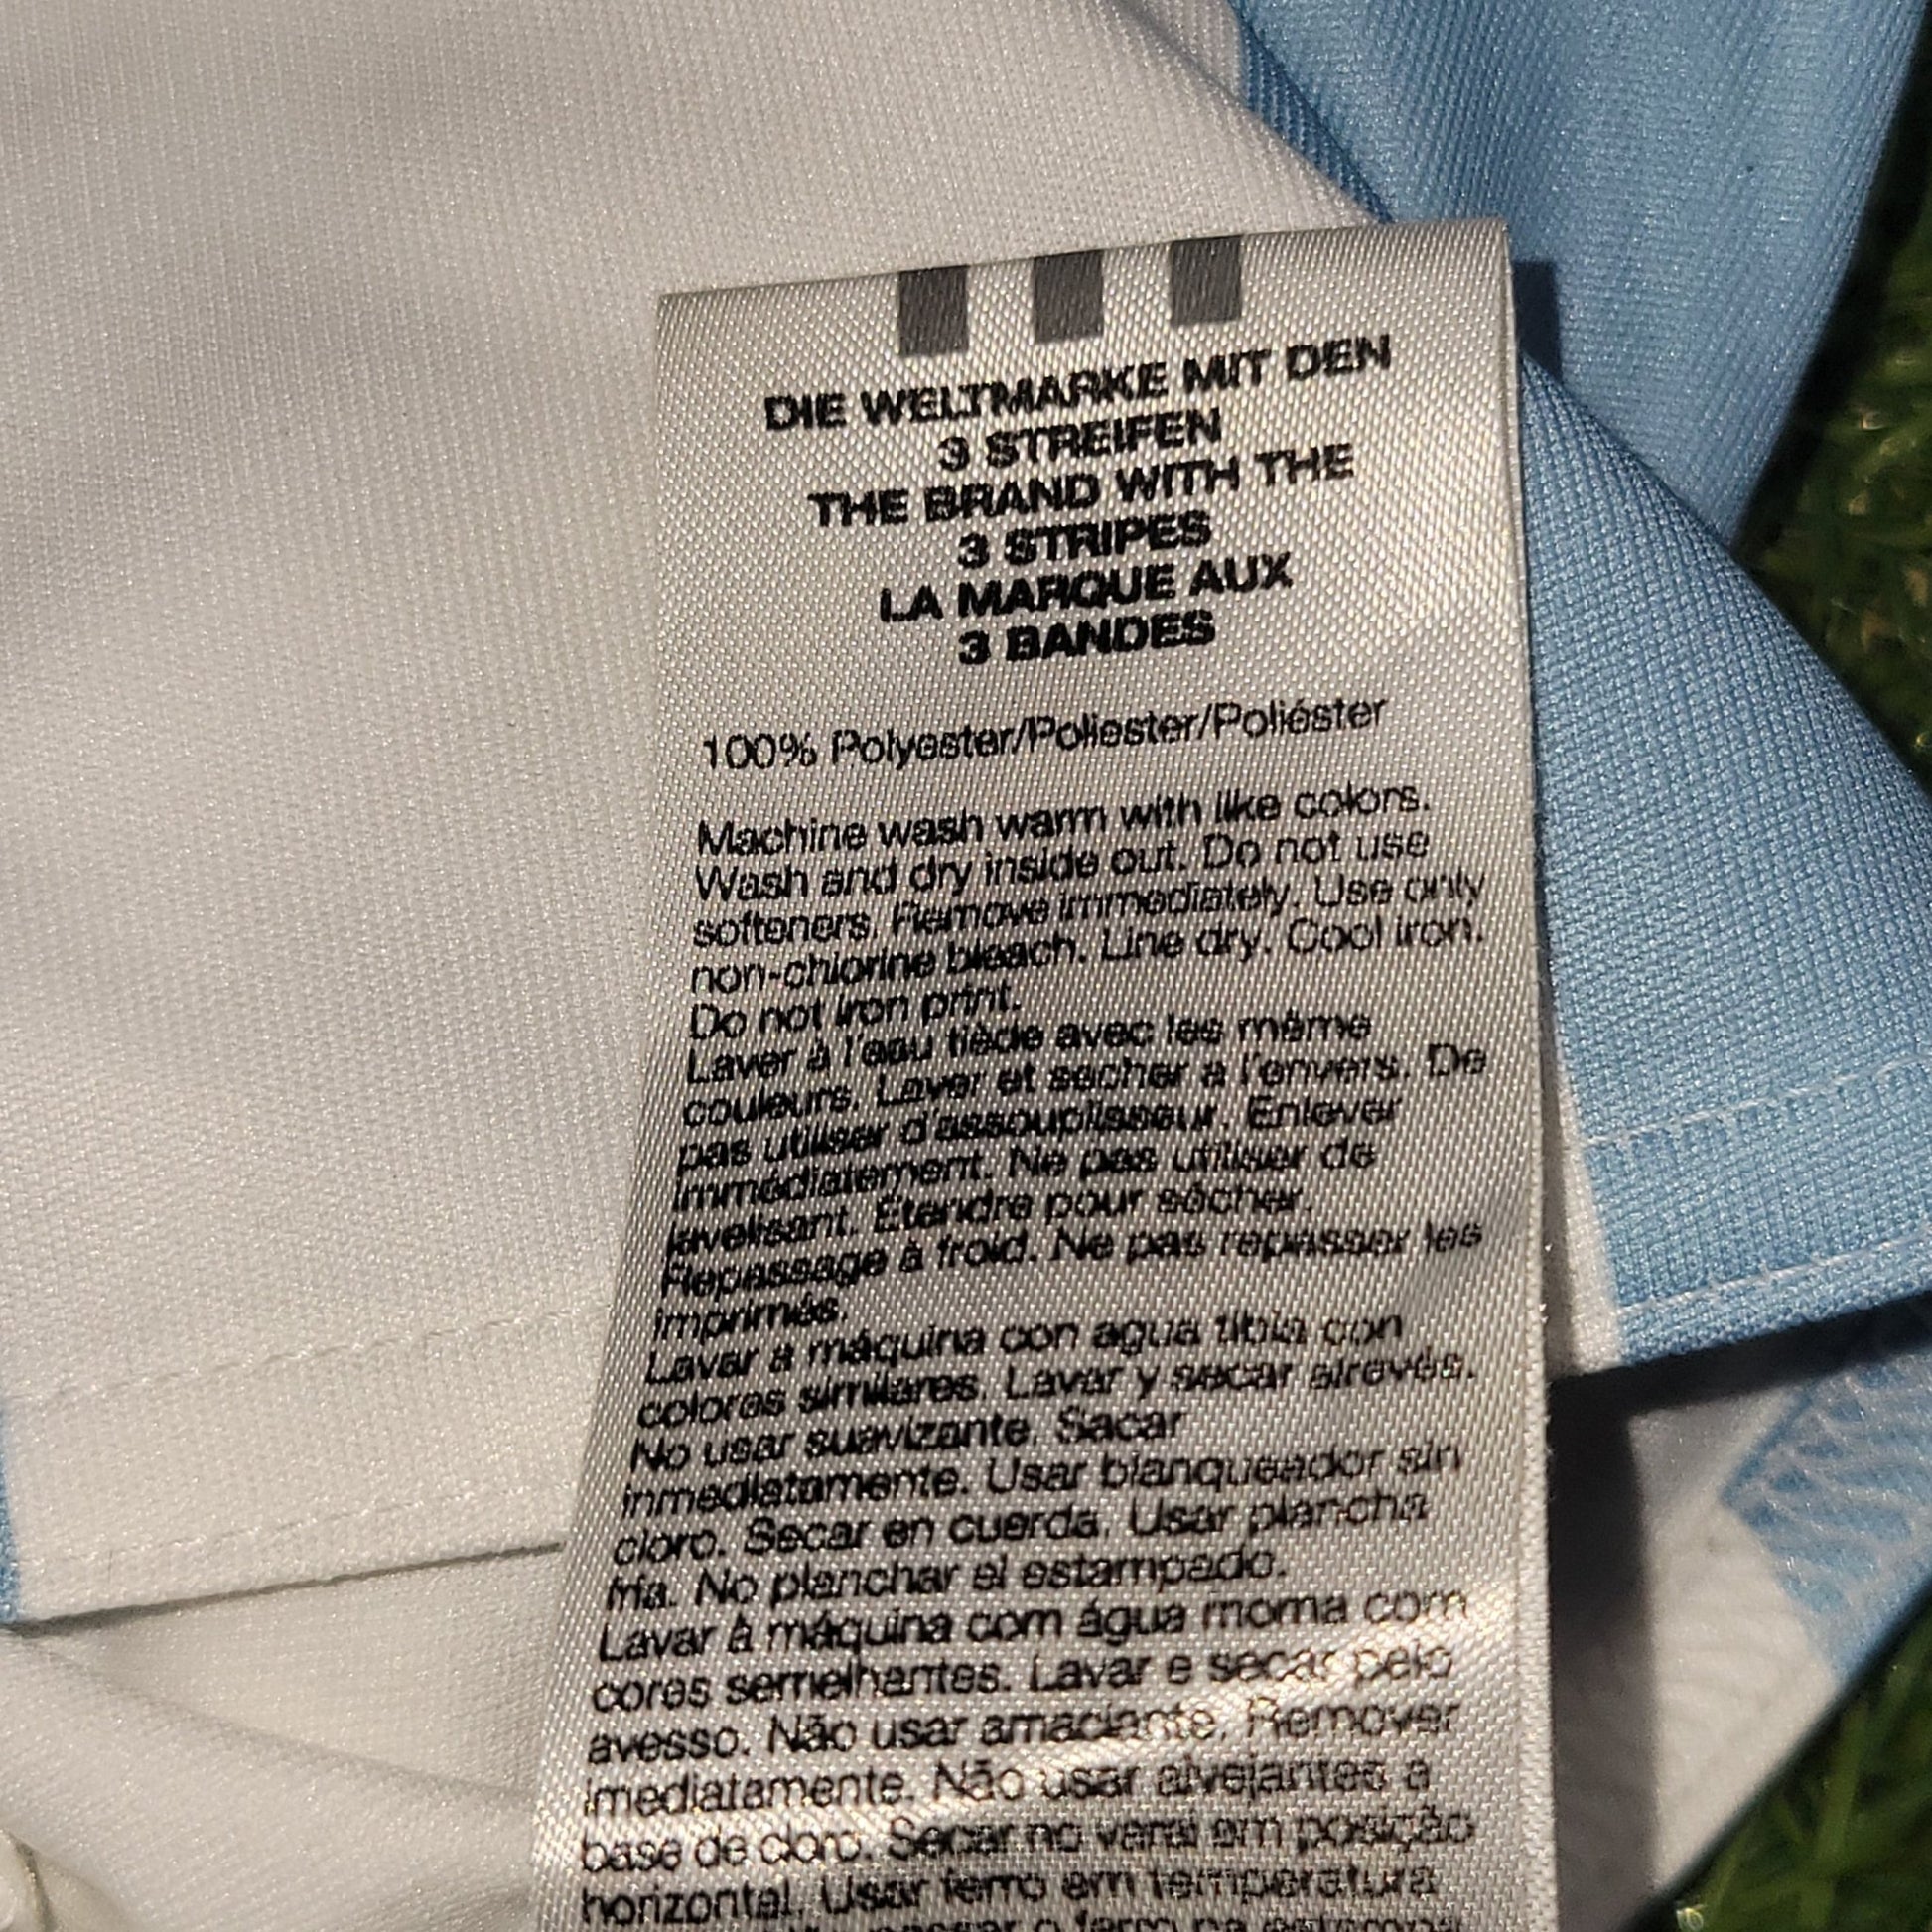 DIE WELTMARKE MIT DEN
3 STREIFEN
THE BRAND WITH THE
3 STRIPES
LA MARQUE AUX
3 BANDES
100% Polyester/Poliester/Poliéster
Machine wash warm with like colors.
Wash and dry inside out. Do not use
softeners. Remove immediately. Use only
non-chlorine bleach. Line dry. Cool iron.
Do not iron print.
Laver à l'eau tiède avec les même
couleurs. Laver et sécher a l'envers. De
pas utiliser d'assouplisseur. Enlever
immédiatement. Ne pas utiliser de
javelisant. Étendre pour sécher.
Repassage à froid. Ne pas repasser les
imprimés.
Lavar a máquina con agua tibia con
colores similares. Lavar y secar alrevés.
No usar suavizante. Sacar
inmediatamente. Usar blanqueador sin
cloro. Secar en cuerda. Usar plancha
fria. No planchar el estampado.
Lavar à máquina com água morna com
cores semelhantes. Lavar e secar pelo
avesso. Não usar amaciante. Remover
imediatamente. Não usar alvejantes a
base de cloro. Secar no varal em posição
horizontal. Usar ferro em temperatura
passar o ferro na